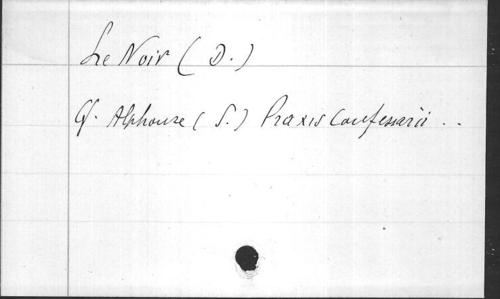 Le Noir (D.)
Cf. Alphonse (S.) Praxis Confessarii . .